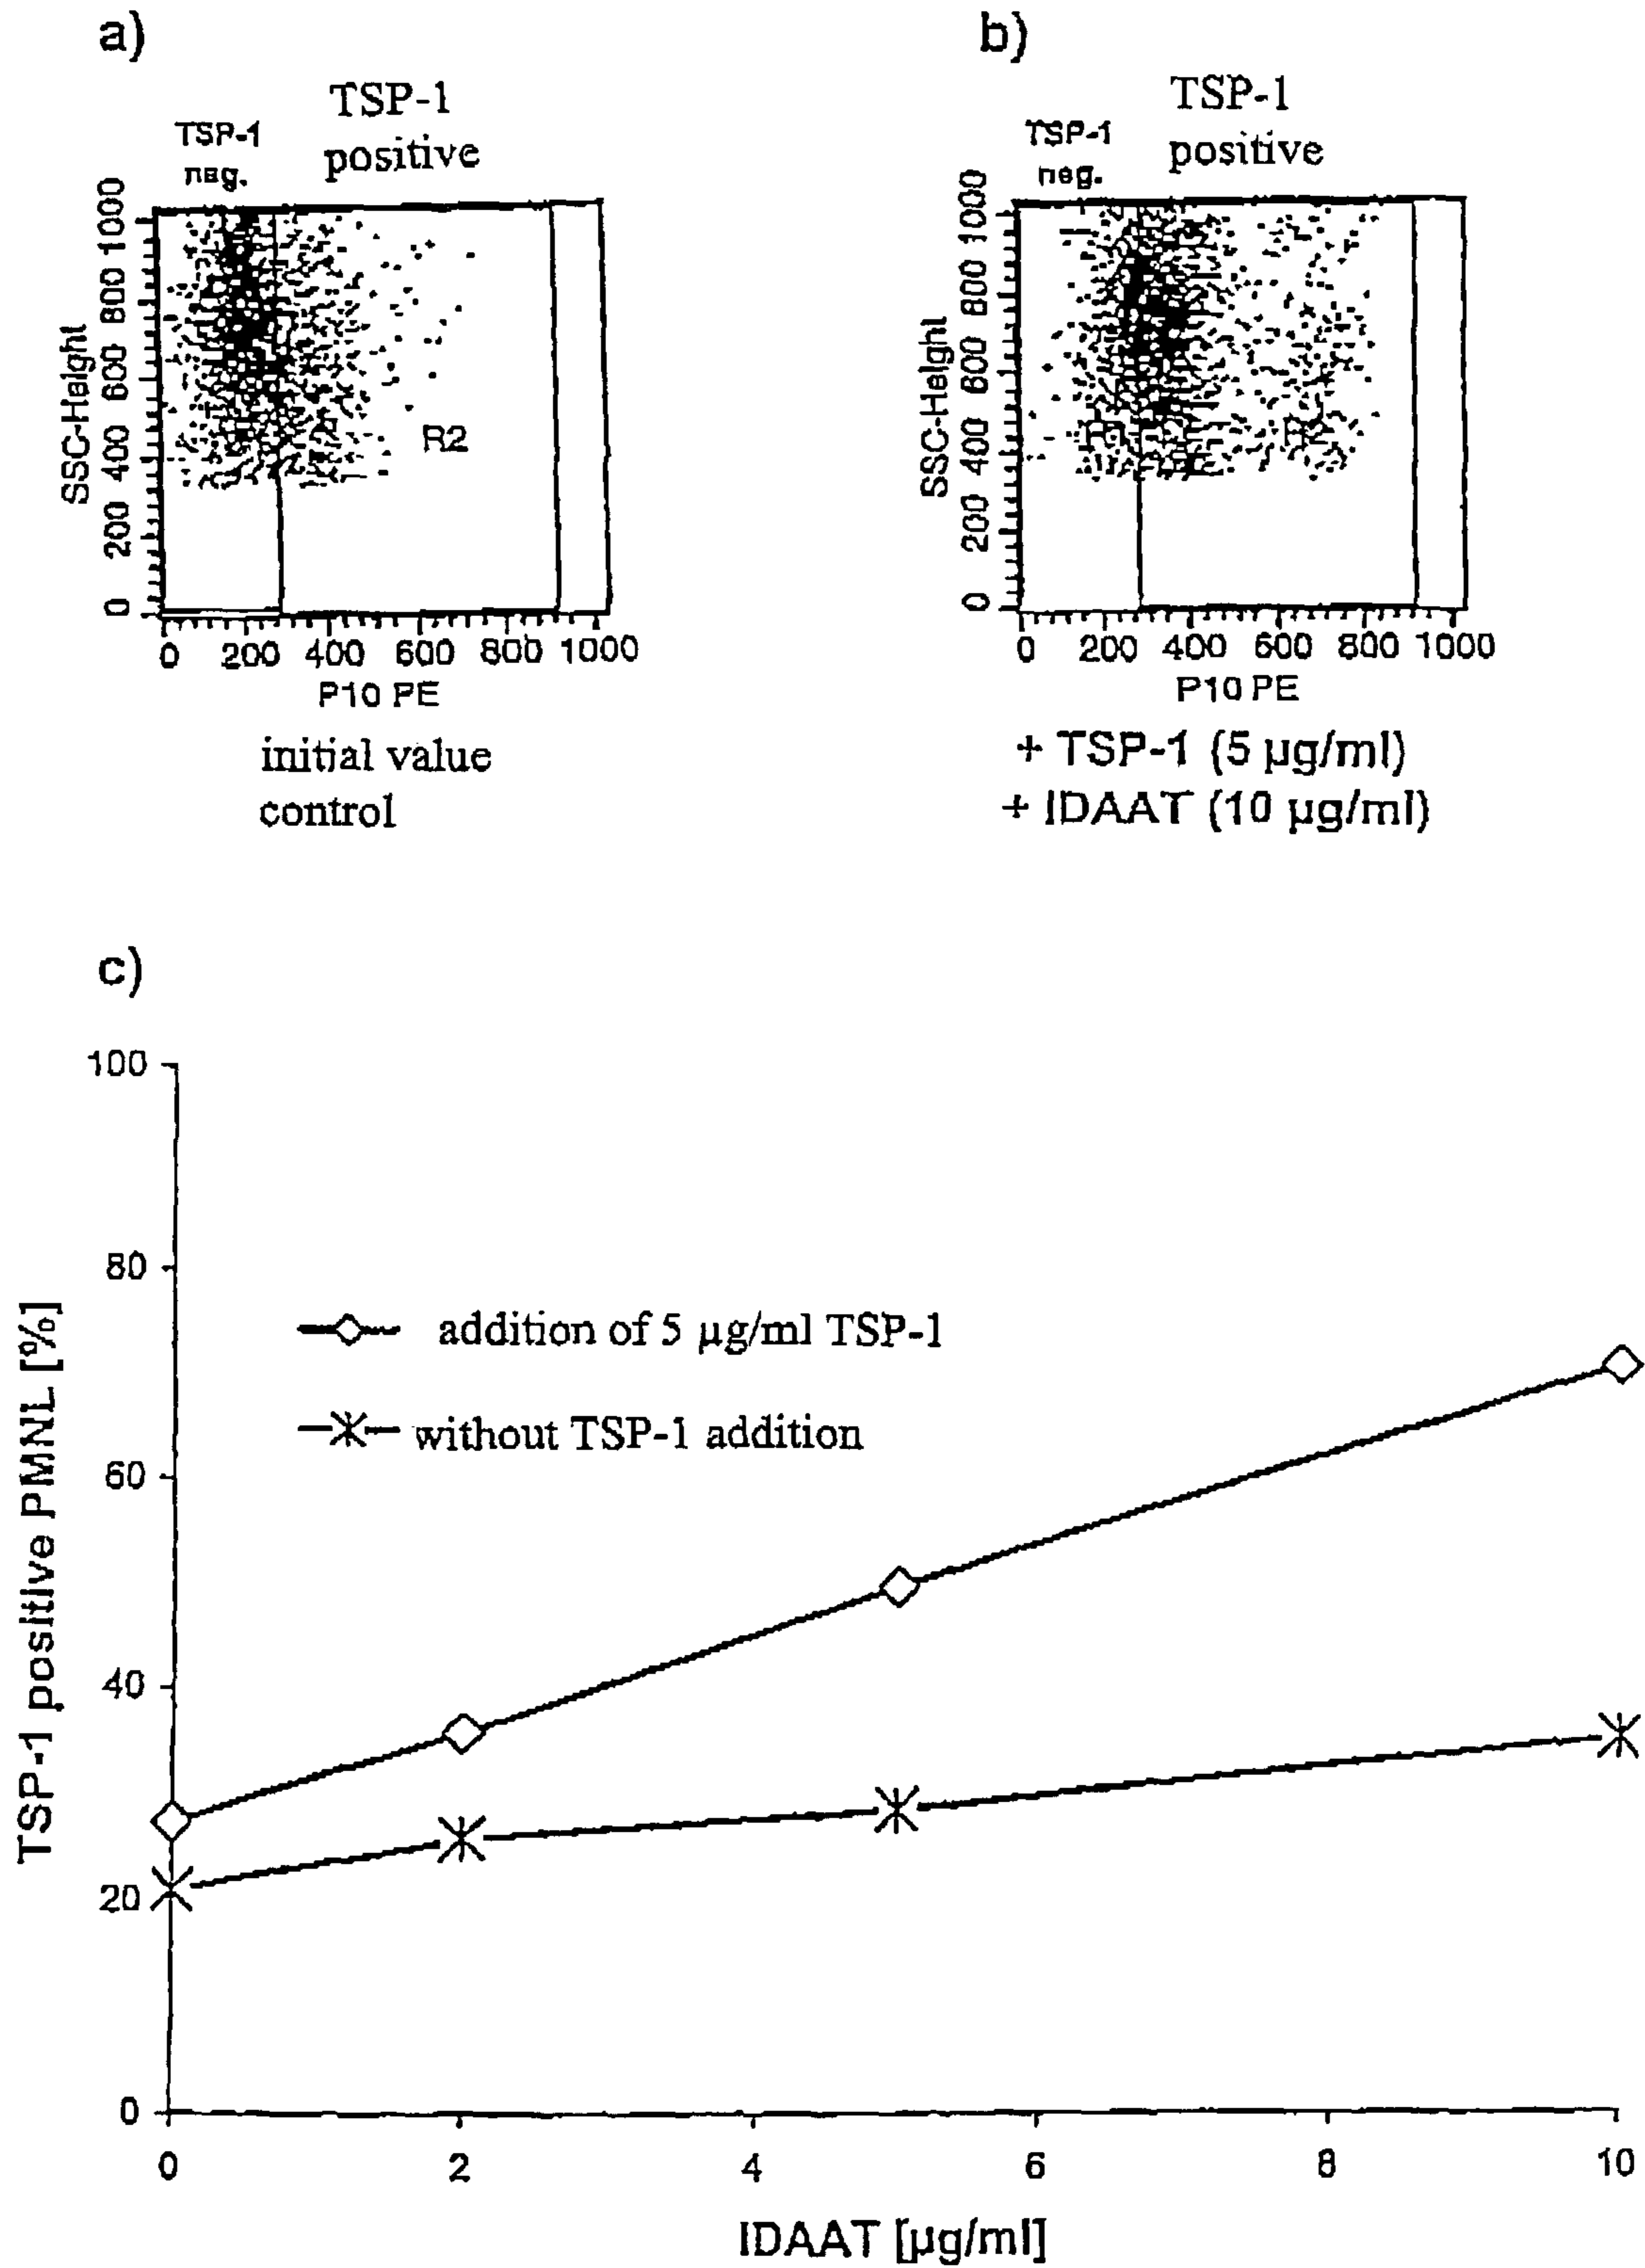 a)
TSP-1
neg.
TSP-1
positive
SSC-Height
0 200 400 600 800 1000
R2
0 200 400 600 800 1000
P10 PE
initial value
control
b)
TSP-1
neg.
TSP-1
positive
SSC-Height
0 200 400 600 800 1000
0 200 400 600 800 1000
P10 PE
+ TSP-1 (5 µg/ml)
+ IDAAT (10 µg/ml)
c)
TSP-1 positive PMNL [%]
100
80
60
40
20
0
addition of 5 µg/ml TSP-1
without TSP-1 addition
0 2 4 6 8 10
IDAAT [µg/ml]